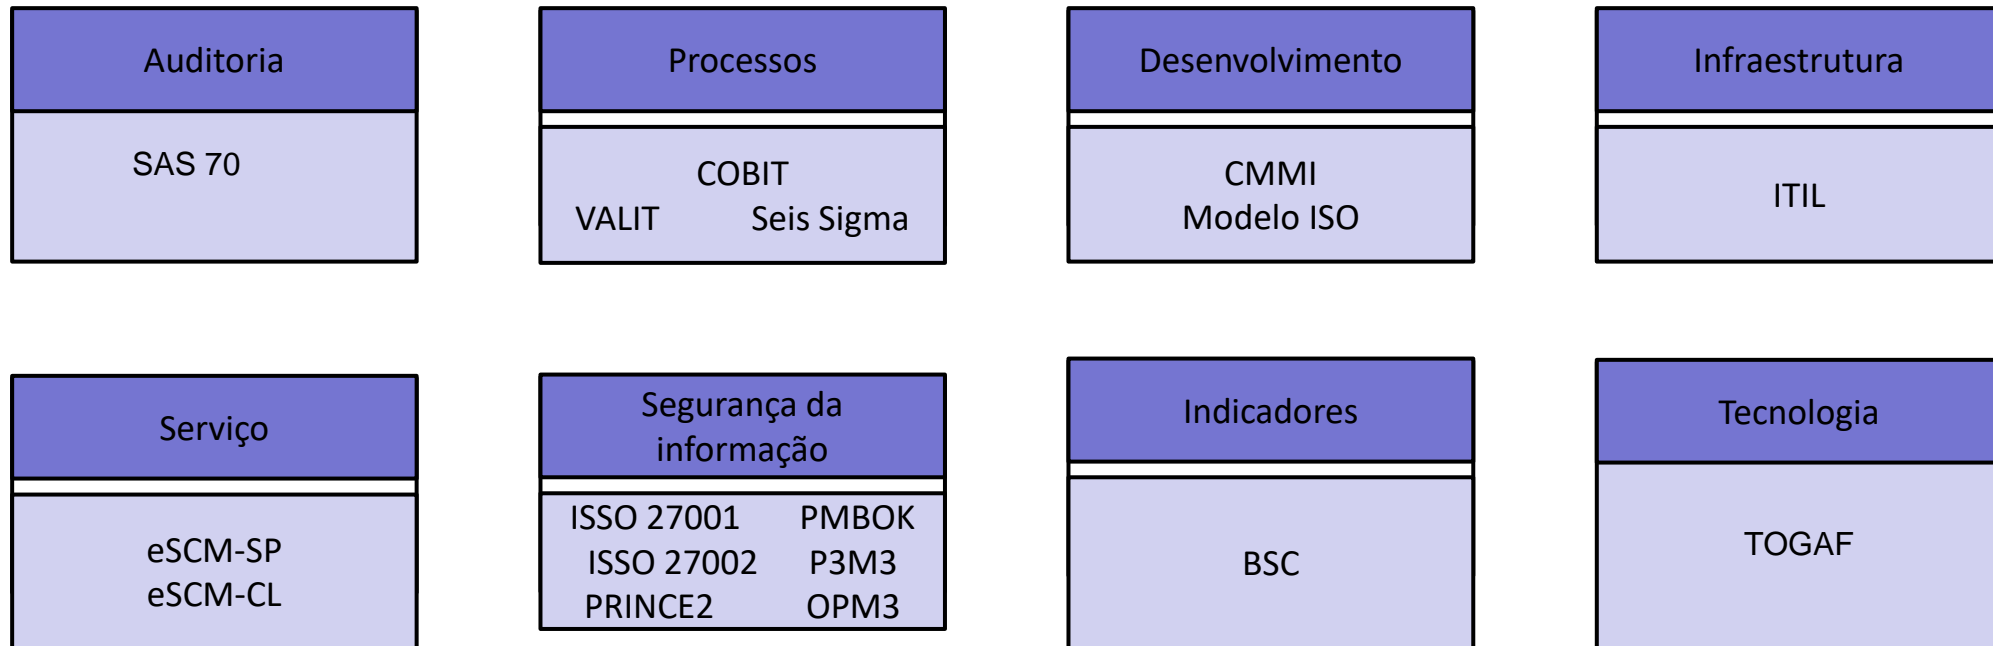 Auditoria
SAS 70
Processos
COBIT
VALIT Seis Sigma
Desenvolvimento
CMMI
Modelo ISO
Infraestrutura
ITIL
Serviço
eSCM-SP
eSCM-CL
Segurança da
informação
ISSO 27001 PMBOK
ISSO 27002 P3M3
PRINCE2 OPM3
Indicadores
BSC
Tecnologia
TOGAF